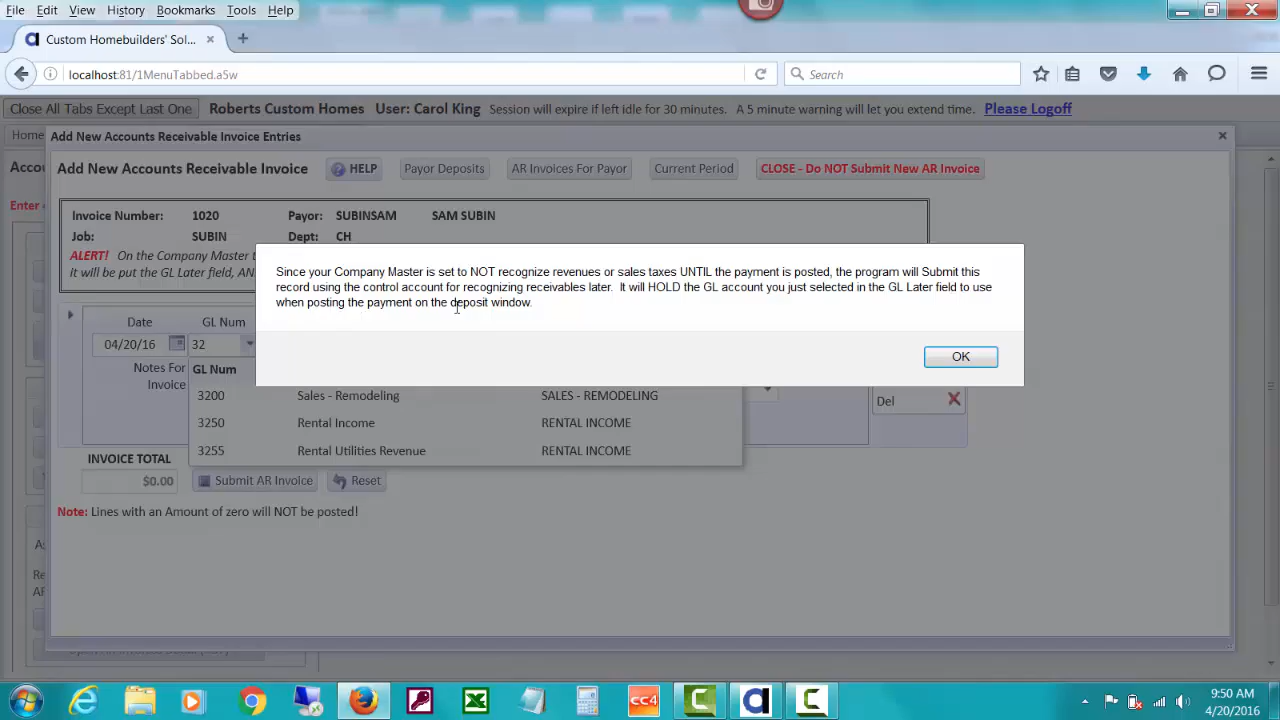 File Edit View History Bookmarks Tools Help
Custom Homebuilders' Sol... × +
localhost:81/1MenuTabbed.a5w
Search
Close All Tabs Except Last One Roberts Custom Homes User: Carol King Session will expire if left idle for 30 minutes. A 5 minute warning will let you extend time. Please Logoff
Home
Add New Accounts Receivable Invoice Entries
Add New Accounts Receivable Invoice HELP Payor Deposits AR Invoices For Payor Current Period CLOSE - Do NOT Submit New AR Invoice
Enter
Invoice Number: 1020 Payor: SUBINSAM SAM SUBIN
Job: SUBIN Dept: CH
ALERT! On the Company Master
It will be put the GL Later field, AN
Since your Company Master is set to NOT recognize revenues or sales taxes UNTIL the payment is posted, the program will Submit this
record using the control account for recognizing receivables later. It will HOLD the GL account you just selected in the GL Later field to use
when posting the payment on the deposit window.
OK
Date GL Num
04/20/16 32
Notes For
Invoice
GL Num
3200 Sales - Remodeling SALES - REMODELING
3250 Rental Income RENTAL INCOME
3255 Rental Utilities Revenue RENTAL INCOME
Del
INVOICE TOTAL
$0.00 Submit AR Invoice Reset
Note: Lines with an Amount of zero will NOT be posted!
CC4
9:50 AM
4/20/2016